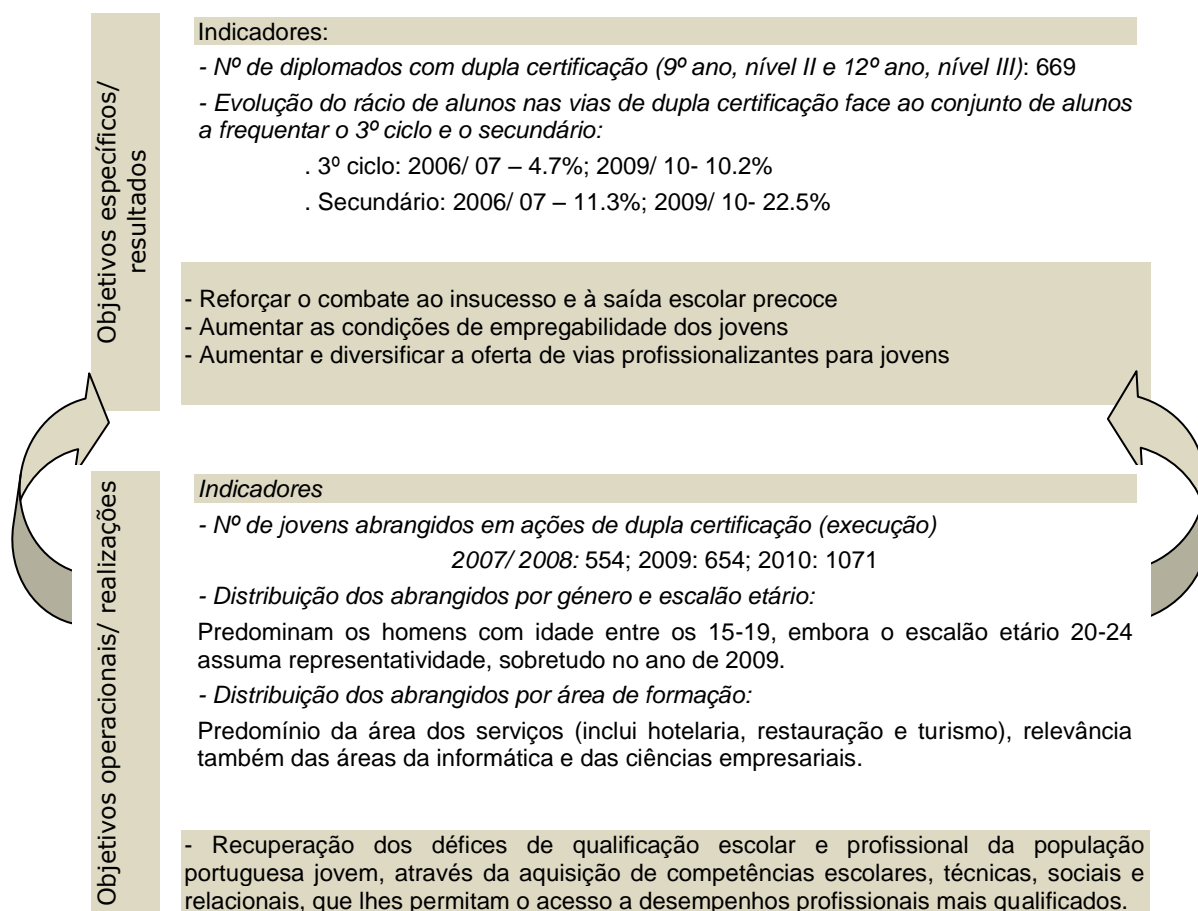 Objetivos específicos/
resultados
Indicadores:
- Nº de diplomados com dupla certificação (9º ano, nível II e 12º ano, nível III): 669
- Evolução do rácio de alunos nas vias de dupla certificação face ao conjunto de alunos
a frequentar o 3º ciclo e o secundário:
. 3º ciclo: 2006/ 07 – 4.7%; 2009/ 10- 10.2%
. Secundário: 2006/ 07 – 11.3%; 2009/ 10- 22.5%
- Reforçar o combate ao insucesso e à saída escolar precoce
- Aumentar as condições de empregabilidade dos jovens
- Aumentar e diversificar a oferta de vias profissionalizantes para jovens
Objetivos operacionais/ realizações
Indicadores
- Nº de jovens abrangidos em ações de dupla certificação (execução)
2007/ 2008: 554; 2009: 654; 2010: 1071
- Distribuição dos abrangidos por género e escalão etário:
Predominam os homens com idade entre os 15-19, embora o escalão etário 20-24
assuma representatividade, sobretudo no ano de 2009.
- Distribuição dos abrangidos por área de formação:
Predomínio da área dos serviços (inclui hotelaria, restauração e turismo), relevância
também das áreas da informática e das ciências empresariais.
- Recuperação dos défices de qualificação escolar e profissional da população
portuguesa jovem, através da aquisição de competências escolares, técnicas, sociais e
relacionais, que lhes permitam o acesso a desempenhos profissionais mais qualificados.